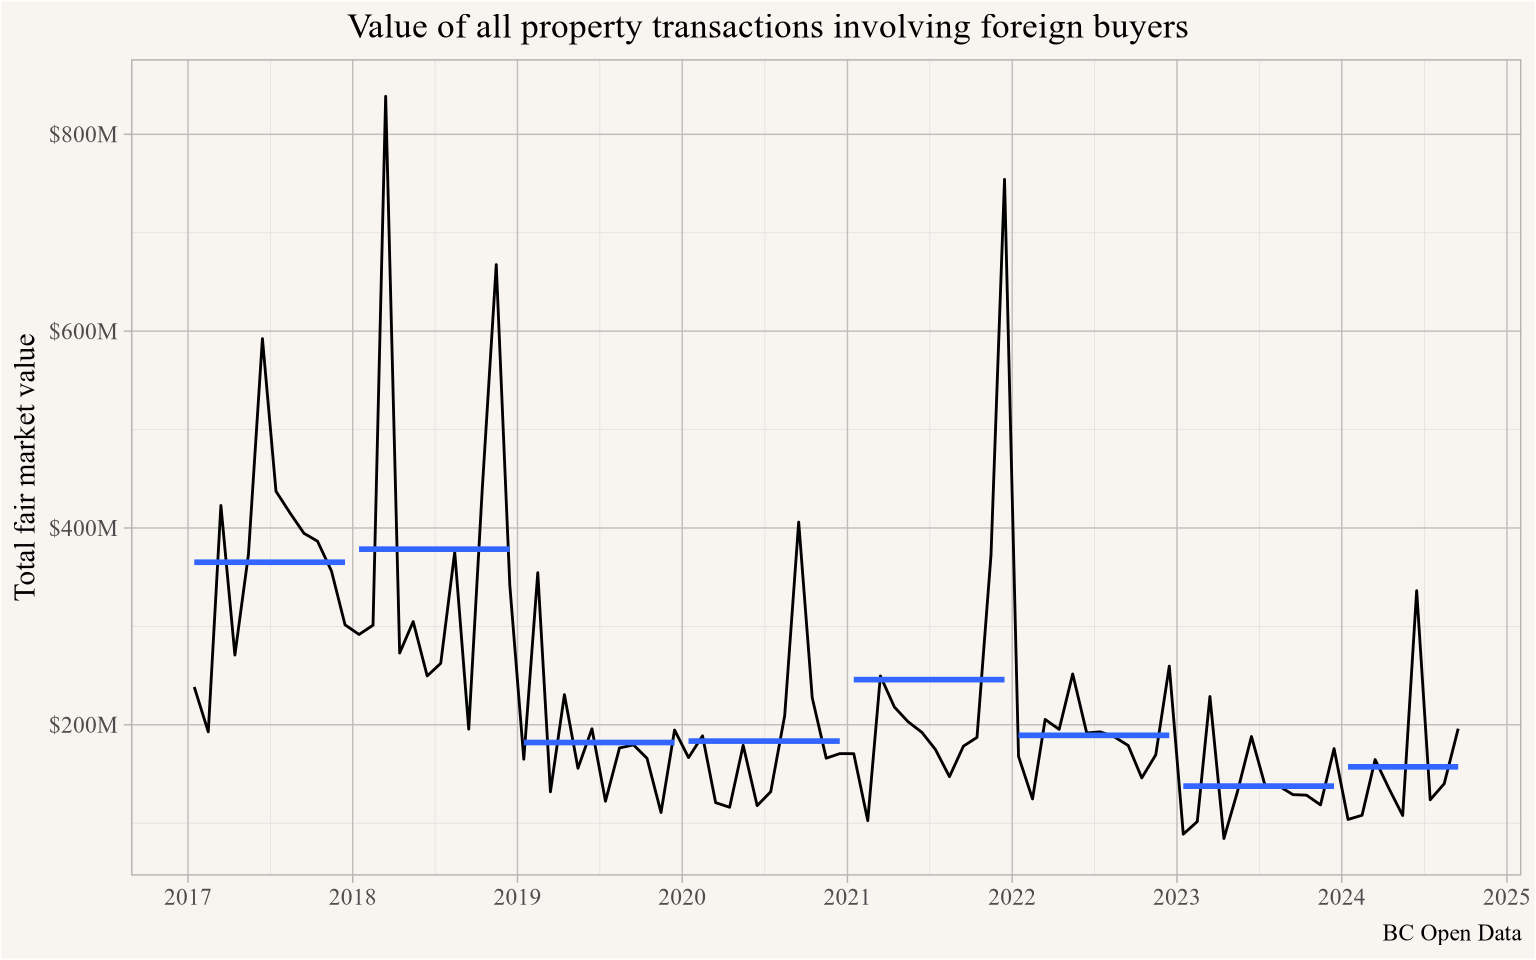 Value of all property transactions involving foreign buyers
Total fair market value
$800M
$600M
$400M
$200M
2017 2018 2019 2020 2021 2022 2023 2024 2025
BC Open Data